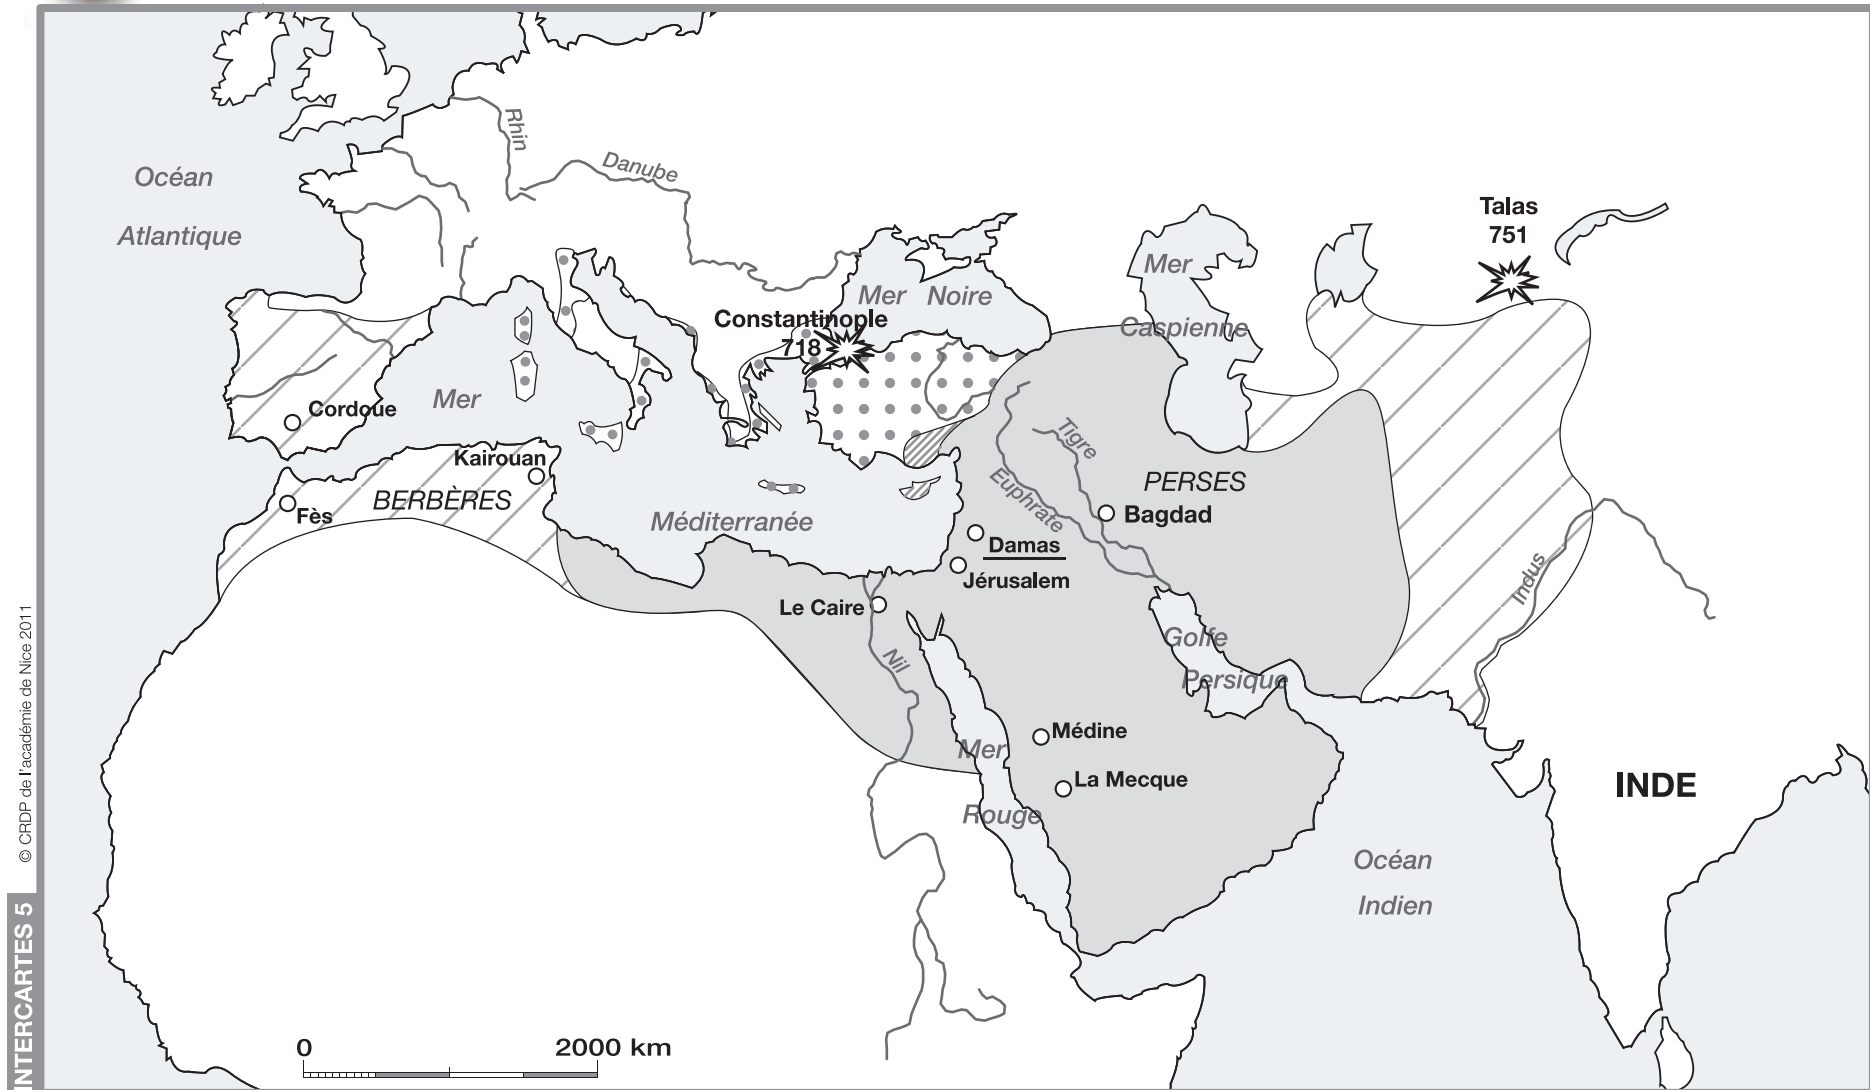 Rhin
Danube
Océan
Atlantique
Talas
751
Mer
Caspienne
Mer Noire
Constantinople
718
Cordoue
Mer
Méditerranée
Kairouan
BERBÈRES
Fès
Tigre
Euphrate
PERSES
Bagdad
Damas
Jérusalem
Le Caire
Nil
Golfe
Persique
Indus
Médine
La Mecque
Mer
Rouge
INDE
Océan
Indien
0 2000 km
© CRDP de l'académie de Nice 2011
INTERCARTES 5